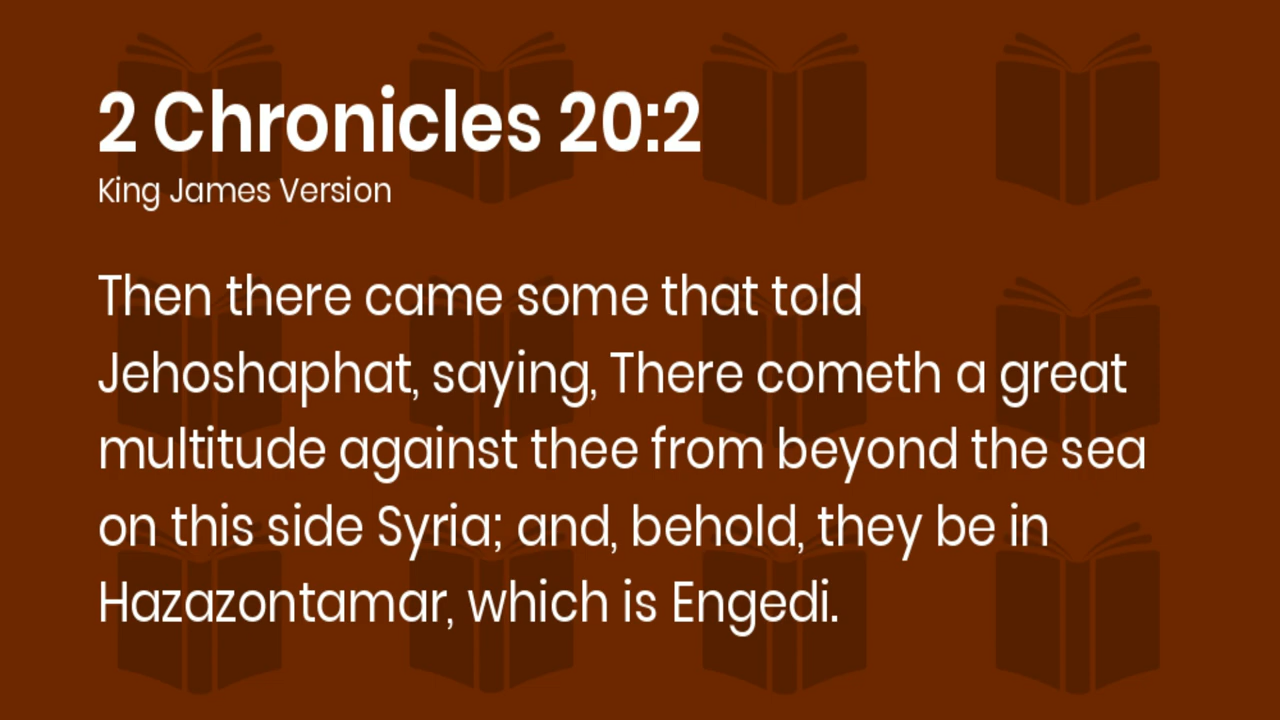 2 Chronicles 20:2
King James Version
Then there came some that told
Jehoshaphat, saying, There cometh a great
multitude against thee from beyond the sea
on this side Syria; and, behold, they be in
Hazazontamar, which is Engedi.